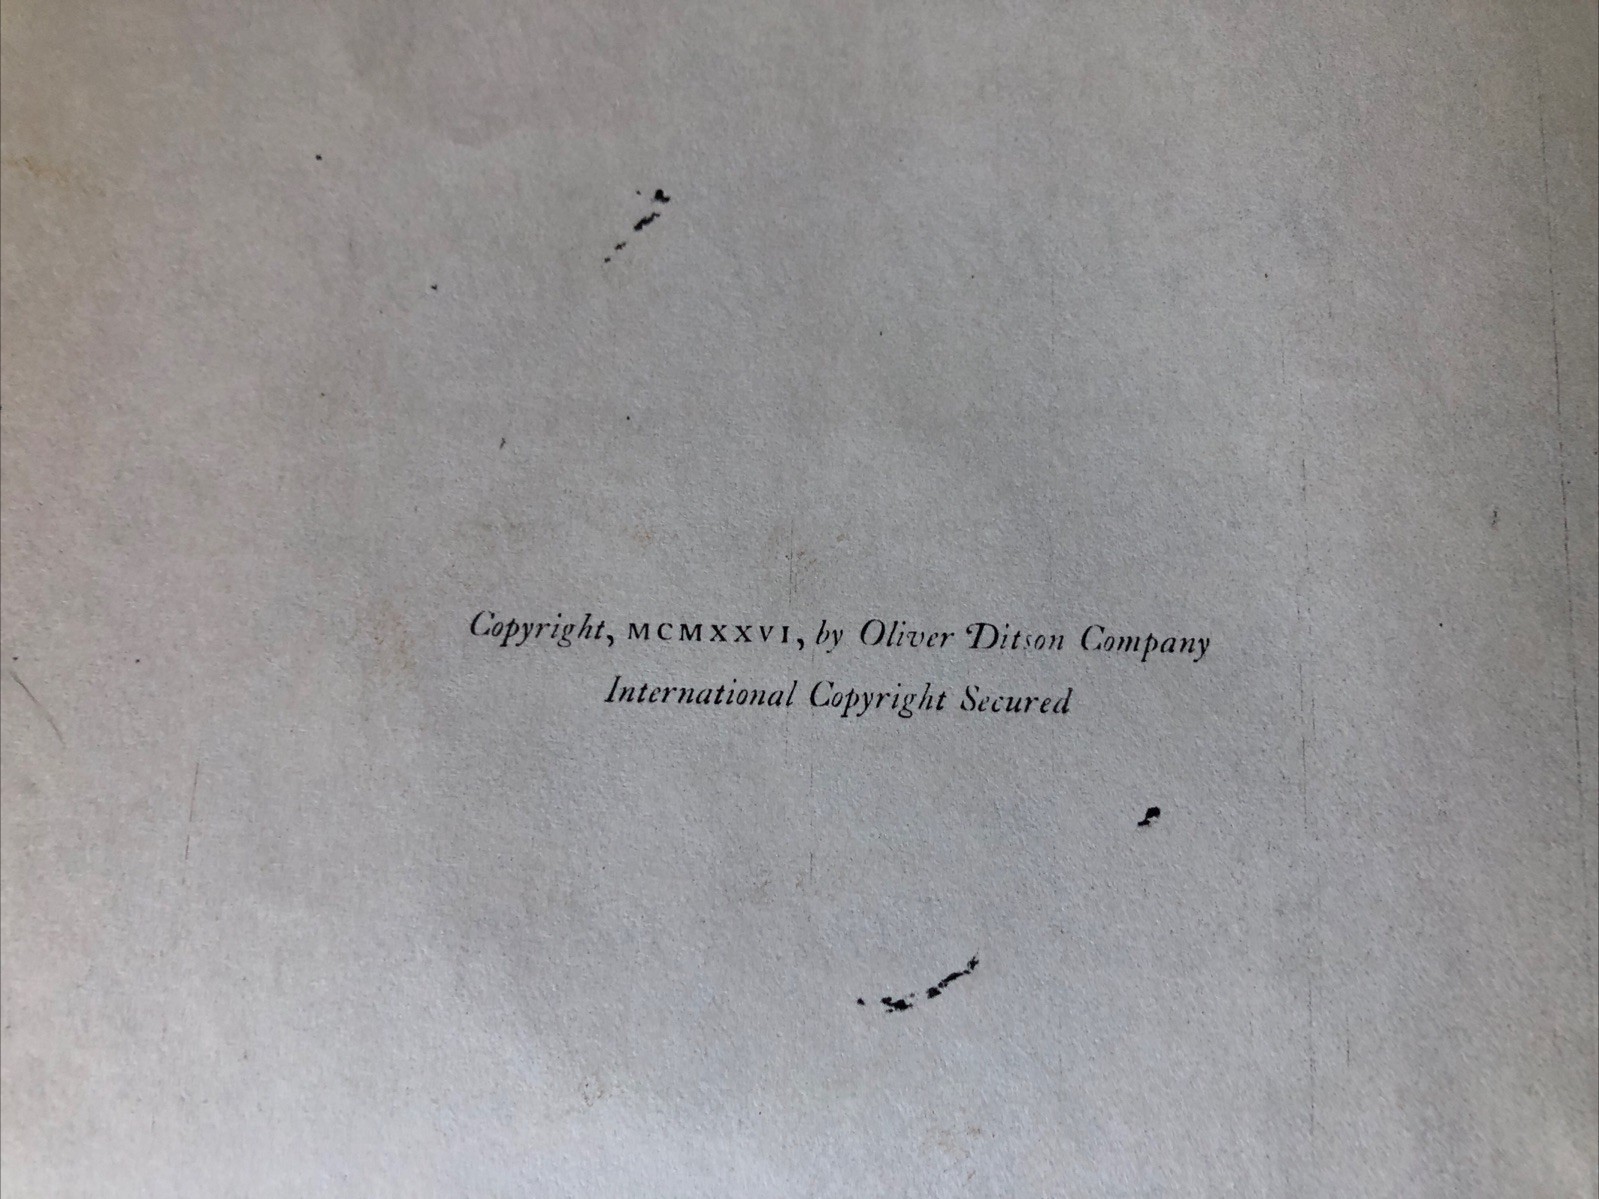 Copyright, MCMXXVI, by Oliver Ditson Company
International Copyright Secured